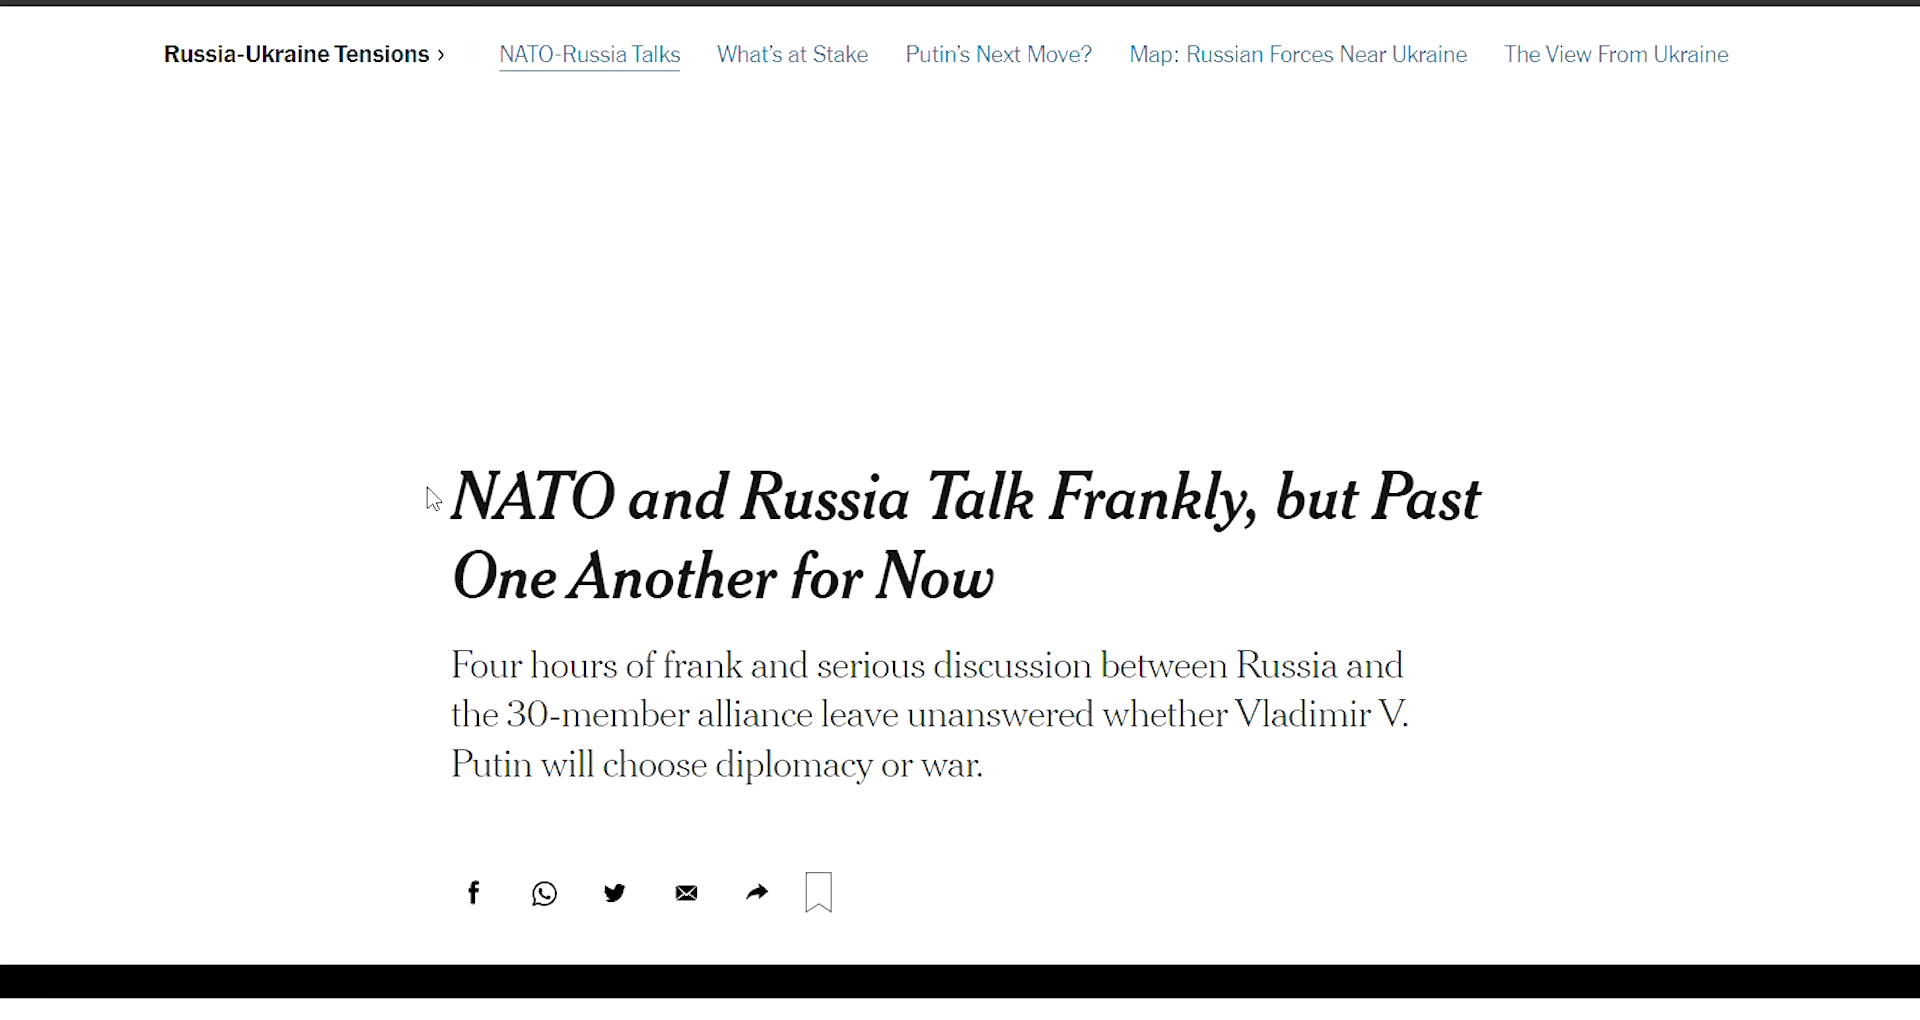 Russia-Ukraine Tensions › NATO-Russia Talks What's at Stake Putin's Next Move? Map: Russian Forces Near Ukraine The View From Ukraine
NATO and Russia Talk Frankly, but Past
One Another for Now
Four hours of frank and serious discussion between Russia and
the 30-member alliance leave unanswered whether Vladimir V.
Putin will choose diplomacy or war.